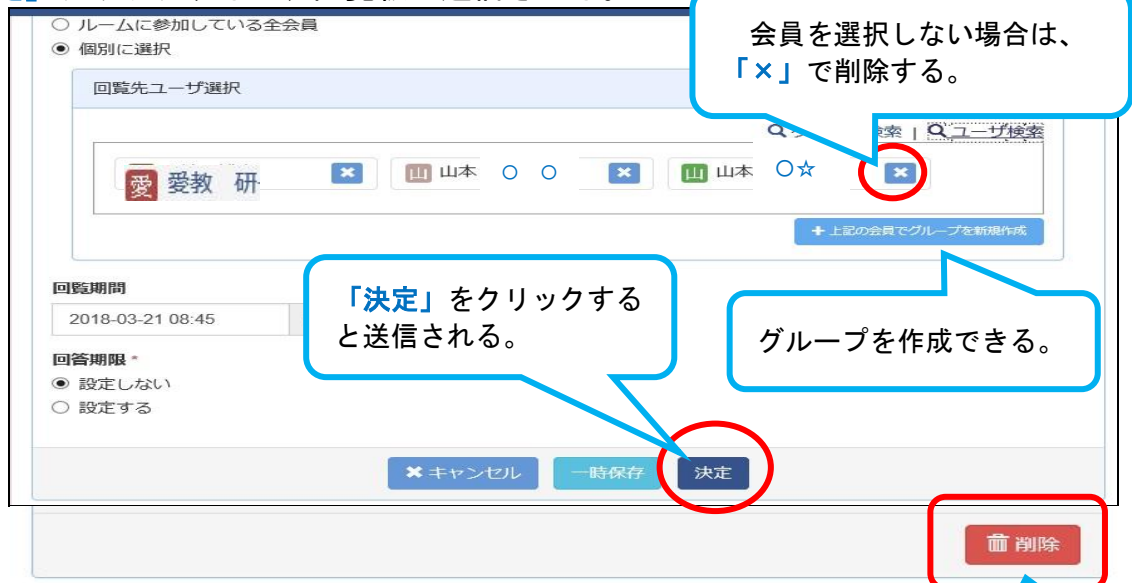 ルームに参加している全会員
個別に選択
会員を選択しない場合は、
「×」で削除する。
回覧先ユーザ選択
索 | ユーザ検索
愛 愛教 研
山 山本 ○ ○
山 山本 ○☆
+ 上記の会員でグループを新規作成
回覧期間
2018-03-21 08:45
「決定」をクリックする
と送信される。
グループを作成できる。
回答期限 *
設定しない
設定する
キャンセル 一時保存 決定
削除